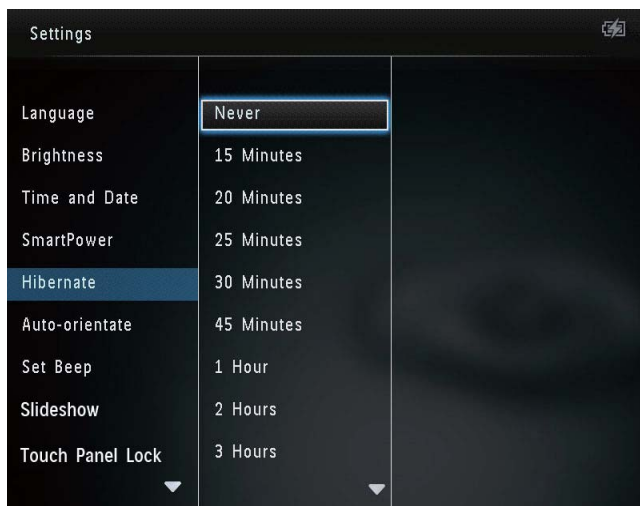 Settings
Language
Brightness
Time and Date
SmartPower
Hibernate
Auto-orientate
Set Beep
Slideshow
Touch Panel Lock
Never
15 Minutes
20 Minutes
25 Minutes
30 Minutes
45 Minutes
1 Hour
2 Hours
3 Hours